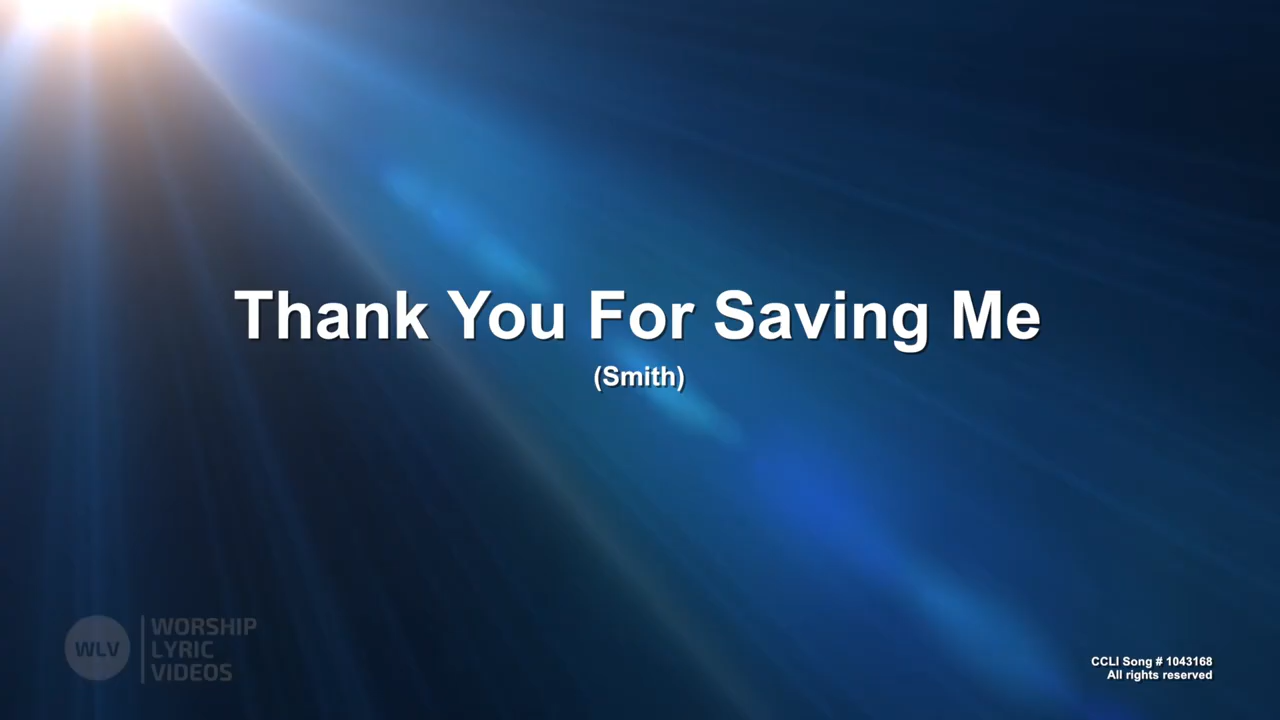 Thank You For Saving Me
(Smith)
WLV
WORSHIP
LYRIC
VIDEOS
CCLI Song # 1043168
All rights reserved